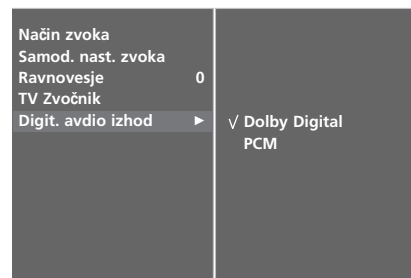 Način zvoka
Samod. nast. zvoka
Ravnovesje 0
TV Zvočnik
Digit. avdio izhod ►
√ Dolby Digital
PCM